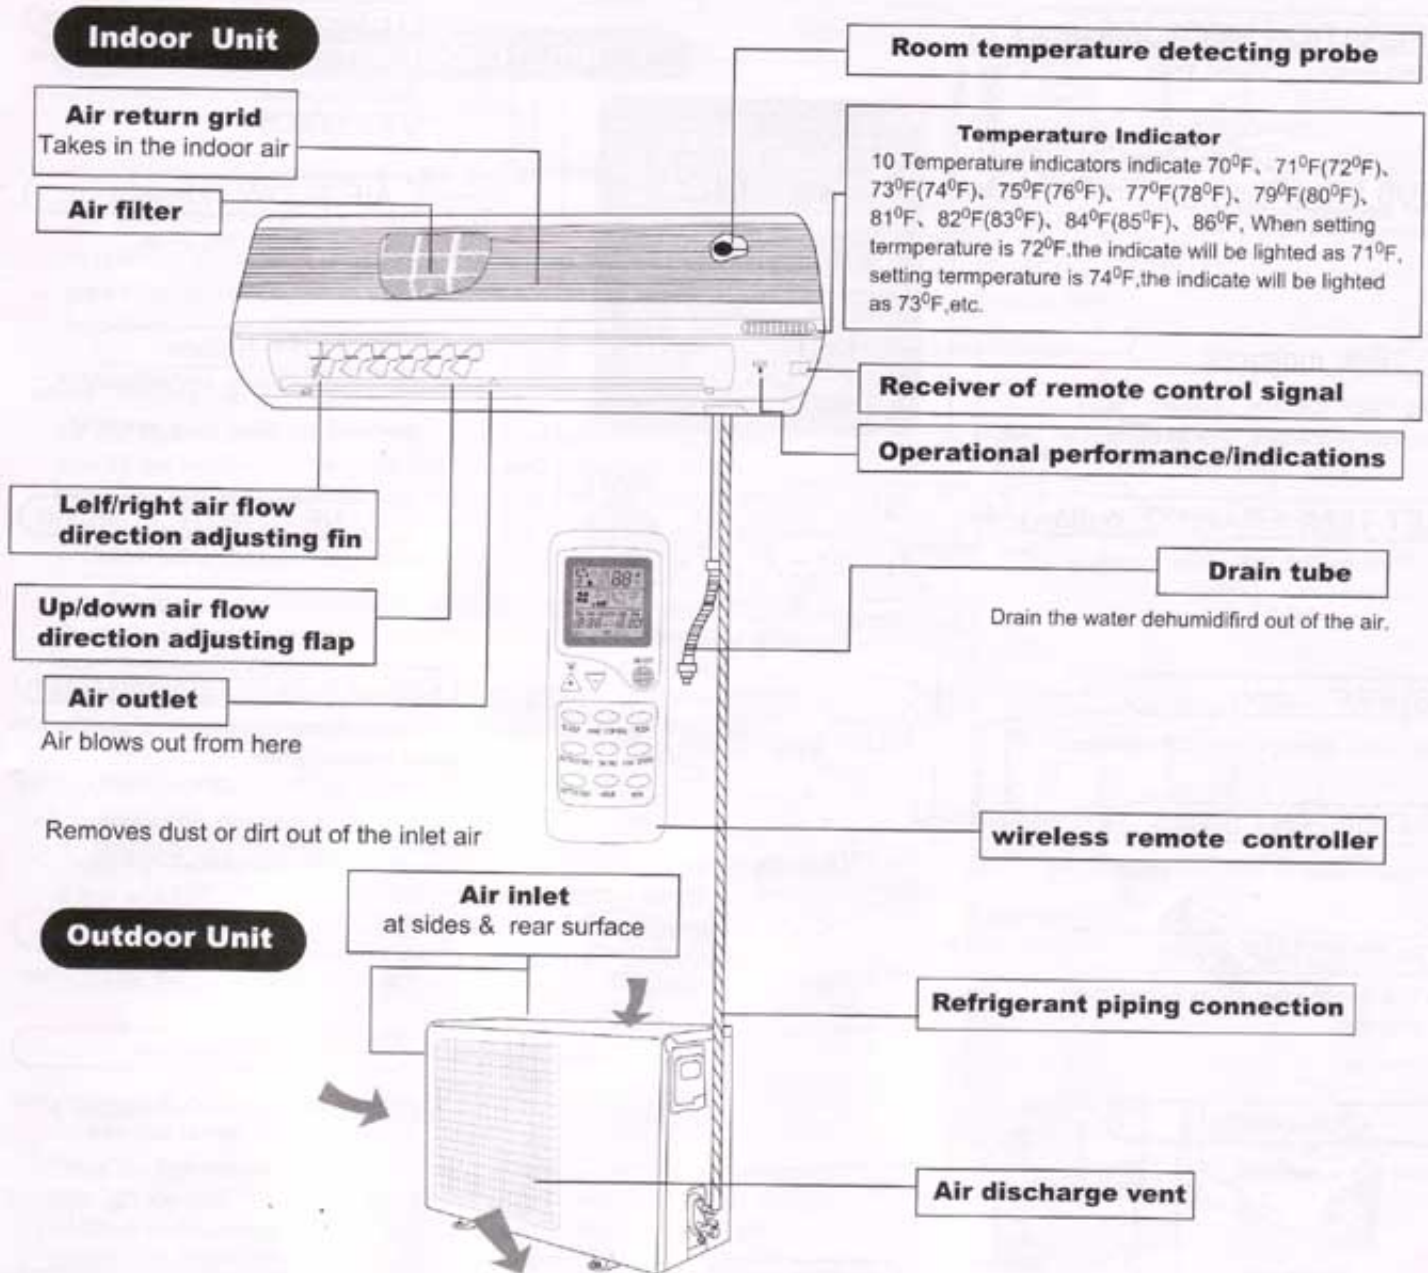 Indoor Unit
Air return grid
Takes in the indoor air
Air filter
Room temperature detecting probe
Temperature Indicator
10 Temperature indicators indicate 70⁰F、 71⁰F(72⁰F)、
73⁰F(74⁰F)、 75⁰F(76⁰F)、 77⁰F(78⁰F)、 79⁰F(80⁰F)、
81⁰F、 82⁰F(83⁰F)、 84⁰F(85⁰F)、 86⁰F, When setting
termperature is 72⁰F.the indicate will be lighted as 71⁰F,
setting termperature is 74⁰F,the indicate will be lighted
as 73⁰F,etc.
Receiver of remote control signal
Operational performance/indications
Lelf/right air flow
direction adjusting fin
Up/down air flow
direction adjusting flap
Air outlet
Air blows out from here
Drain tube
Drain the water dehumidifird out of the air.
Removes dust or dirt out of the inlet air
wireless remote controller
Outdoor Unit
Air inlet
at sides & rear surface
Refrigerant piping connection
Air discharge vent